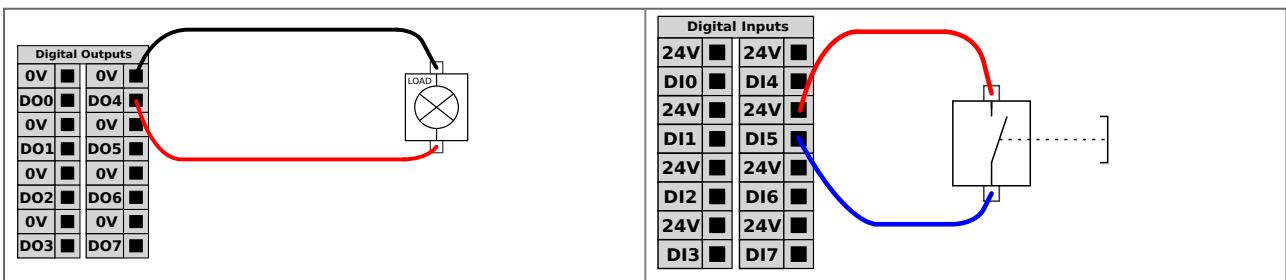 Digital Outputs
0V 0V
DO0 DO4
0V 0V
DO1 DO5
0V 0V
DO2 DO6
0V 0V
DO3 DO7
LOAD
Digital Inputs
24V 24V
DI0 DI4
24V 24V
DI1 DI5
24V 24V
DI2 DI6
24V 24V
DI3 DI7